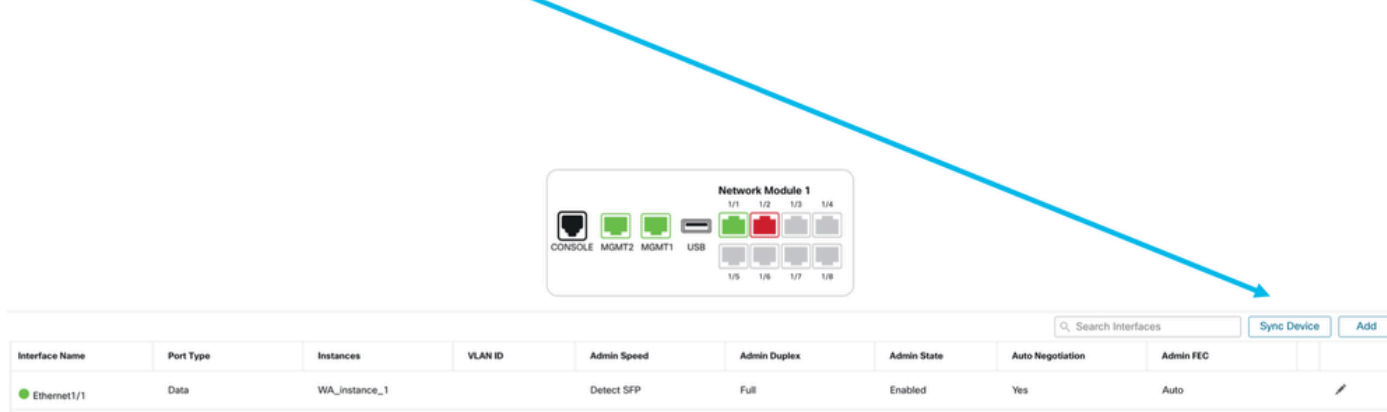 Network Module 1
1/1 1/2 1/3 1/4
CONSOLE MGMT2 MGMT1 USB
1/5 1/6 1/7 1/8
Search Interfaces Sync Device Add
Interface Name Port Type Instances VLAN ID Admin Speed Admin Duplex Admin State Auto Negotiation Admin FEC
Ethernet1/1 Data WA_instance_1 Detect SFP Full Enabled Yes Auto